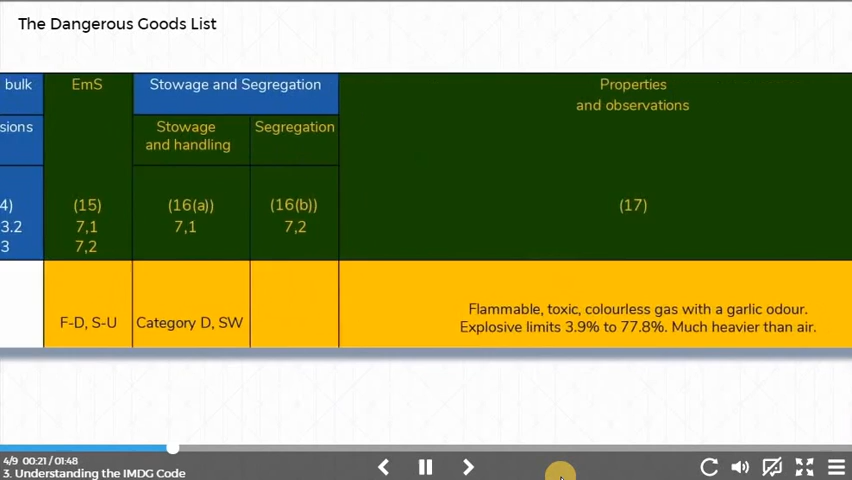 The Dangerous Goods List
bulk
EmS
Stowage and Segregation
Properties
and observations
sions
Stowage
and handling
Segregation
4)
(15)
(16(a))
(16(b))
(17)
3.2
7,1
7,1
7,2
3
7,2
F-D, S-U
Category D, SW
Flammable, toxic, colourless gas with a garlic odour.
Explosive limits 3.9% to 77.8%. Much heavier than air.
4/9 00:21 / 01:48
3. Understanding the IMDG Code